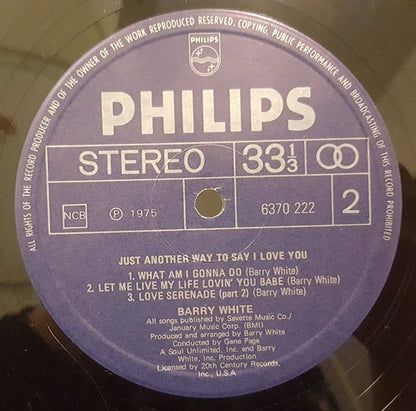 ALL RIGHTS OF THE RECORD PRODUCER AND OF THE OWNER OF THE WORK REPRODUCED RESERVED, COPYING, PUBLIC PERFORMANCE AND BROADCASTING OF THIS RECORD PROHIBITED
PHILIPS
PHILIPS
STEREO 33⅓
NCB Ⓟ 1975 6370 222 2
JUST ANOTHER WAY TO SAY I LOVE YOU
1. WHAT AM I GONNA DO (Barry White)
2. LET ME LIVE MY LIFE LOVIN' YOU BABE (Barry White)
3. LOVE SERENADE (part 2) (Barry White)
BARRY WHITE
All songs published by Savette Music Co./
January Music Corp. (BMI)
Produced and arranged by Barry White
Conducted by Gene Page
A Soul Unlimited, Inc. and Barry
White, Inc. Production
Licensed by 20th Century Records,
Inc., U.S.A